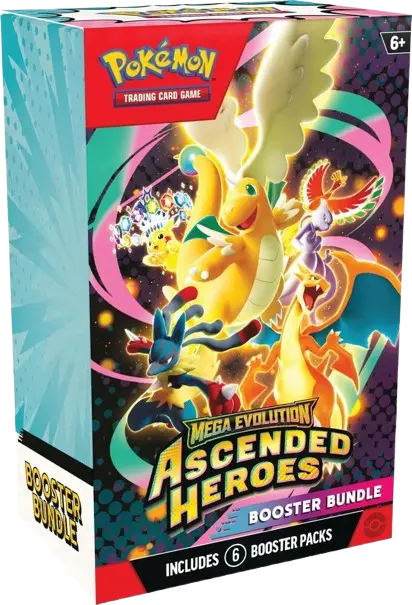 Pokémon
TRADING CARD GAME
6+
MEGA EVOLUTION
ASCENDED
HEROES
BOOSTER BUNDLE
INCLUDES 6 BOOSTER PACKS
BOOSTER
BUNDLE